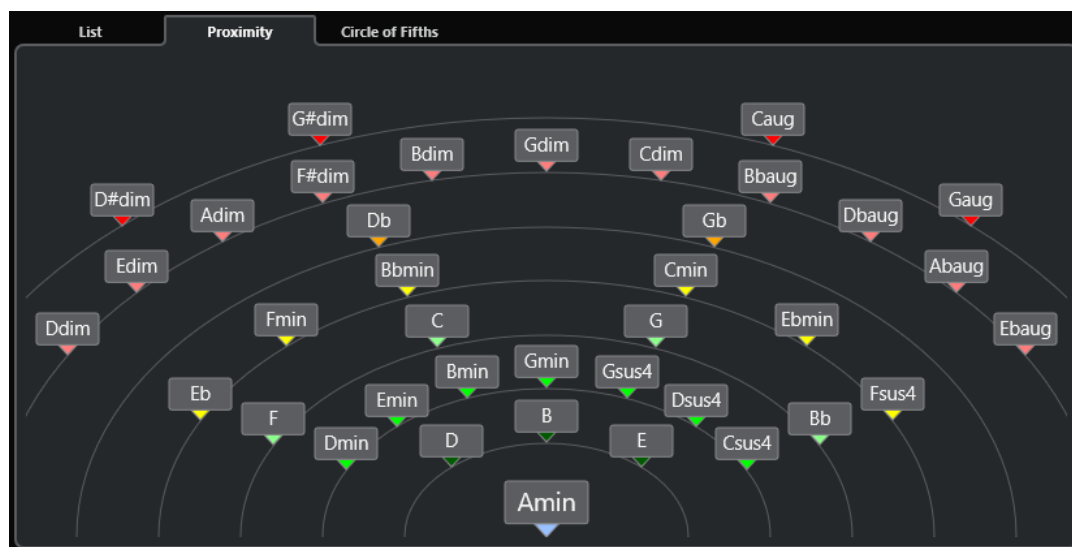 List Proximity Circle of Fifths
G#dim Caug
Bdim Gdim Cdim
F#dim Bbaug
D#dim Adim Dbaug Gaug
Db Gb
Edim Bbmin Cmin Abaug
Ddim Fmin C G Ebmin Ebaug
Bmin Gmin Gsus4
Eb Emin Dsus4 Fsus4
F B Bb
Dmin D E Csus4
Amin